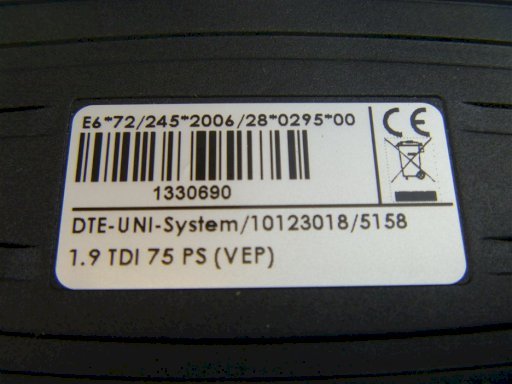 E6*72/245*2006/28*0295*00
CE
1330690
DTE-UNI-System/10123018/5158
1.9 TDI 75 PS (VEP)